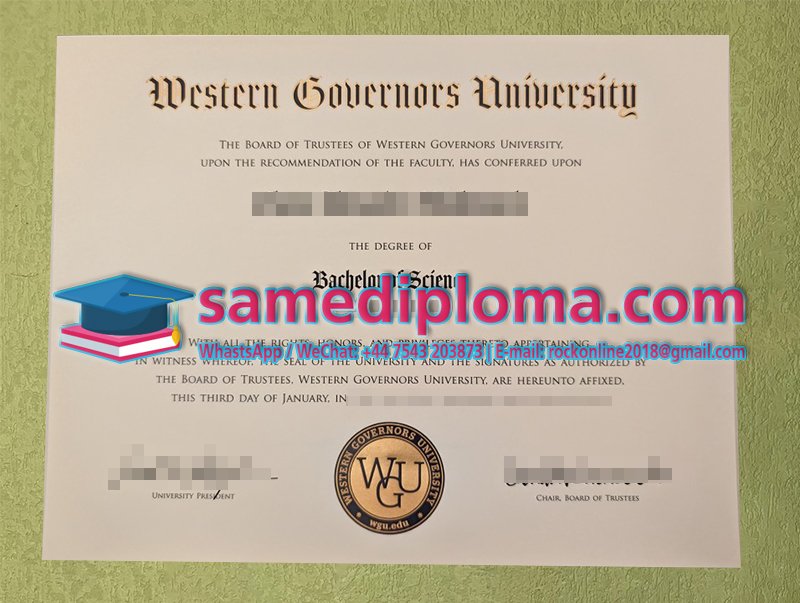 Western Governors University
The Board of Trustees of Western Governors University,
upon the recommendation of the faculty, has conferred upon
the degree of
Bachelor of Science
samediploma.com
With all the rights, honors, and privileges thereto appertaining
WhastsApp / WeChat: +44 7543 203873 | E-mail: rockonline2018@gmail.com
in witness whereof, the seal of the University and the signatures as authorized by
the Board of Trustees, Western Governors University, are hereunto affixed,
this third day of January, in
WESTERN GOVERNORS UNIVERSITY
WGU
wgu.edu
University President
Chair, Board of Trustees